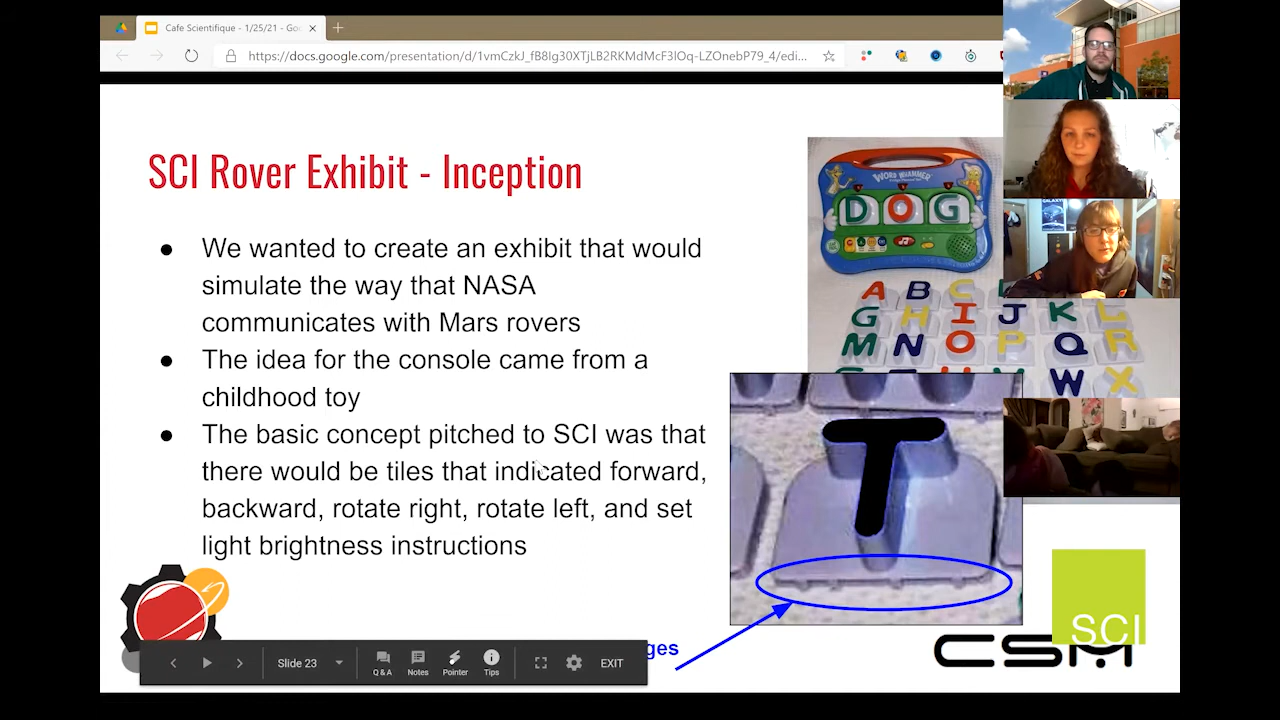 Cafe Scientifique - 1/25/21 - Goo
https://docs.google.com/presentation/d/1vmCzkJ_fB8Ig30XTjLB2RKMdMcF3lOq-LZOnebP79_4/edi...
SCI Rover Exhibit - Inception
● We wanted to create an exhibit that would
simulate the way that NASA
communicates with Mars rovers
● The idea for the console came from a
childhood toy
● The basic concept pitched to SCI was that
there would be tiles that indicated forward,
backward, rotate right, rotate left, and set
light brightness instructions
WORD WHAMMER
DOG
A B C
G H I J K L
M N O P Q R
W X
T
ges
Slide 23
Q & A
Notes
Pointer
Tips
EXIT
SCI
CSM